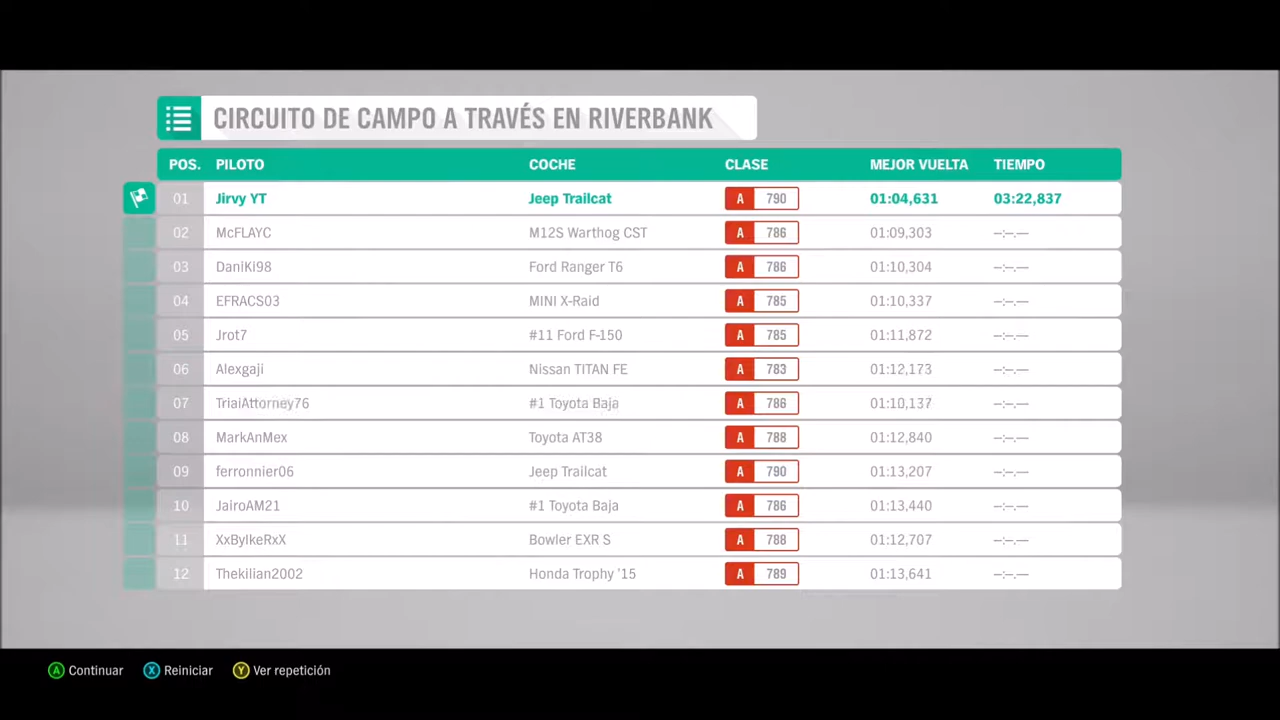 CIRCUITO DE CAMPO A TRAVÉS EN RIVERBANK
POS. PILOTO COCHE CLASE MEJOR VUELTA TIEMPO
01 Jirvy YT Jeep Trailcat A 790 01:04,631 03:22,837
02 McFLAYC M12S Warthog CST A 786 01:09,303 --:--.---
03 DaniKi98 Ford Ranger T6 A 786 01:10,304 --:--.---
04 EFRACS03 MINI X-Raid A 785 01:10,337 --:--.---
05 Jrot7 #11 Ford F-150 A 785 01:11,872 --:--.---
06 Alexgaji Nissan TITAN FE A 783 01:12,173 --:--.---
07 TriaiAttorney76 #1 Toyota Baja A 786 01:10,137 --:--.---
08 MarkAnMex Toyota AT38 A 788 01:12,840 --:--.---
09 ferronnier06 Jeep Trailcat A 790 01:13,207 --:--.---
10 JairoAM21 #1 Toyota Baja A 786 01:13,440 --:--.---
11 XxByIkeRxX Bowler EXR S A 788 01:12,707 --:--.---
12 Thekilian2002 Honda Trophy '15 A 789 01:13,641 --:--.---
A Continuar X Reiniciar Y Ver repetición